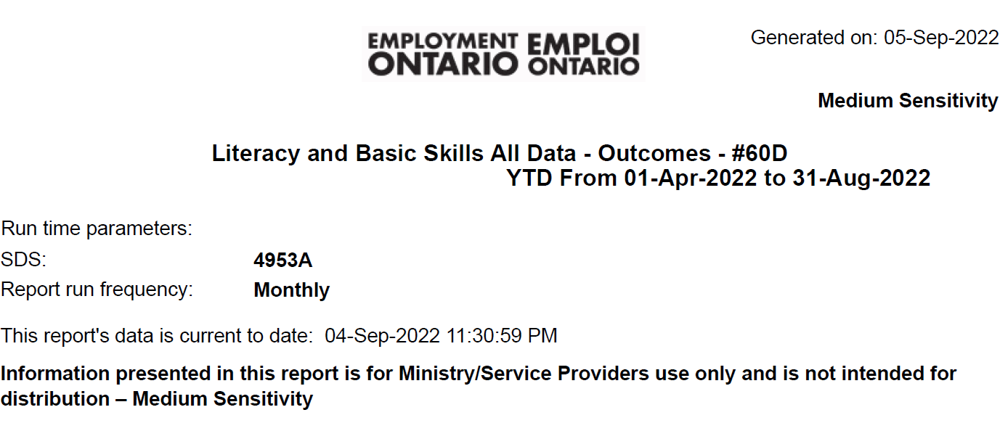 EMPLOYMENT EMPLOI
ONTARIO ONTARIO
Generated on: 05-Sep-2022
Medium Sensitivity
Literacy and Basic Skills All Data - Outcomes - #60D
YTD From 01-Apr-2022 to 31-Aug-2022
Run time parameters:
SDS: 4953A
Report run frequency: Monthly
This report's data is current to date: 04-Sep-2022 11:30:59 PM
Information presented in this report is for Ministry/Service Providers use only and is not intended for
distribution – Medium Sensitivity